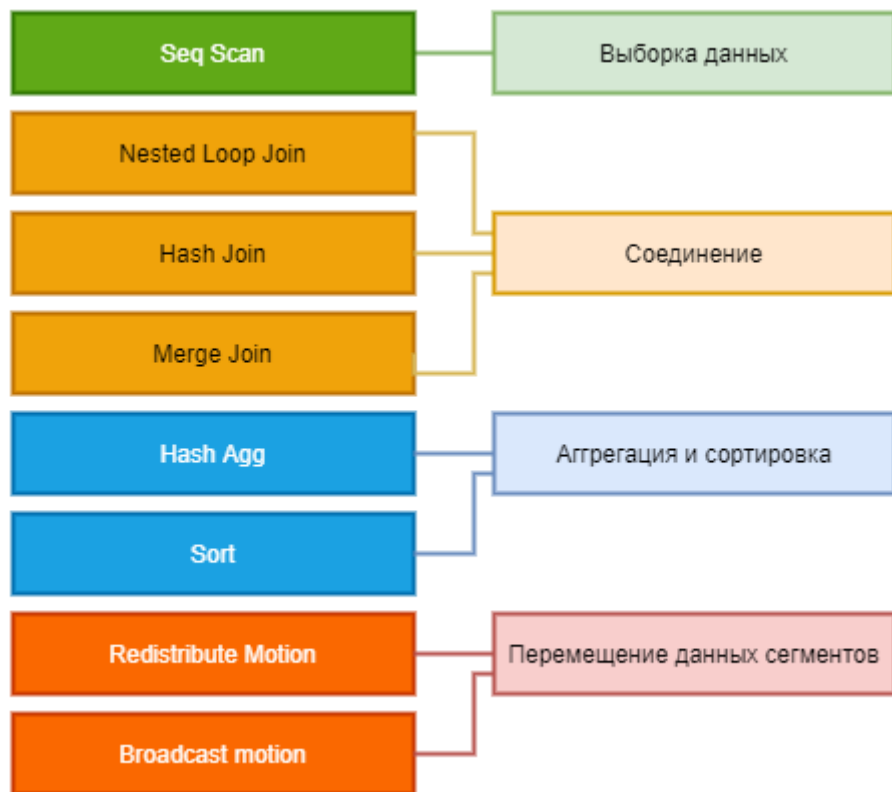 Seq Scan
Выборка данных
Nested Loop Join
Hash Join
Соединение
Merge Join
Hash Agg
Аггрегация и сортировка
Sort
Redistribute Motion
Перемещение данных сегментов
Broadcast motion